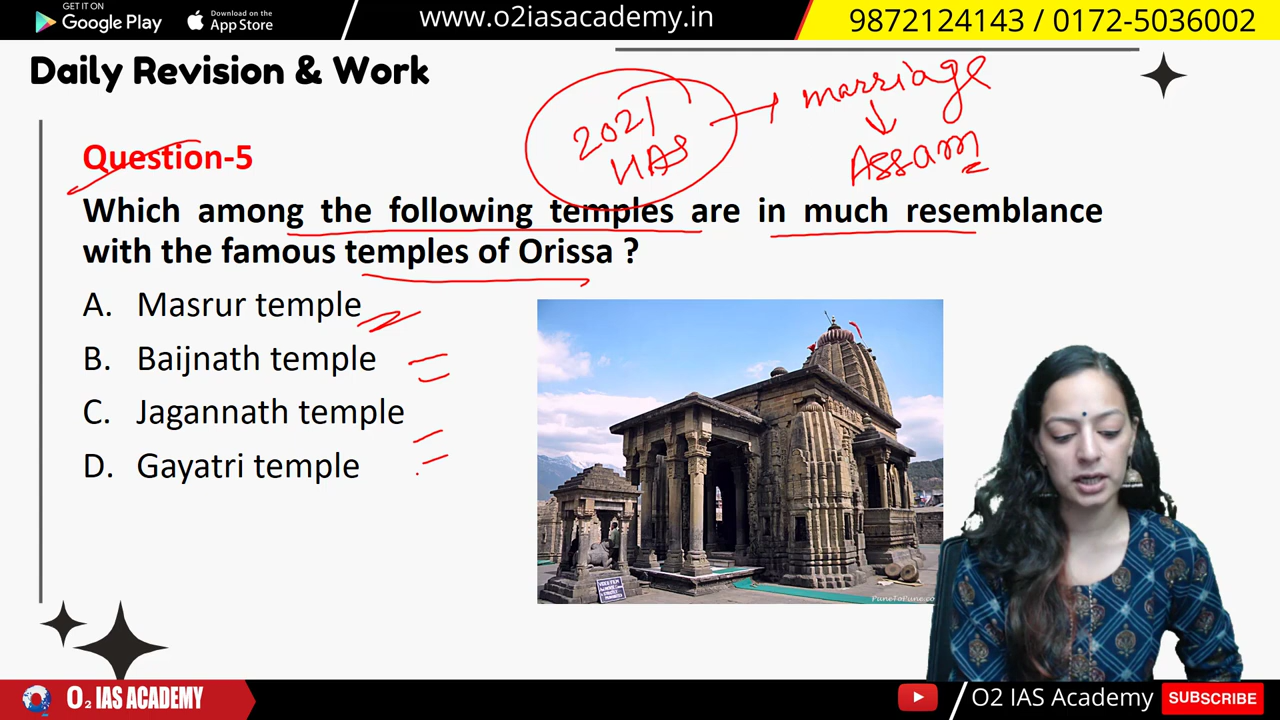 GET IT ON
Google Play
Download on the
App Store
www.o2iasacademy.in
9872124143 / 0172-5036002
Daily Revision & Work
2021
HAS
marriage
Assam
Question-5
Which among the following temples are in much resemblance
with the famous temples of Orissa ?
A. Masrur temple
B. Baijnath temple
C. Jagannath temple
D. Gayatri temple
PuneToPune.co
O₂ IAS ACADEMY
O2 IAS Academy
SUBSCRIBE